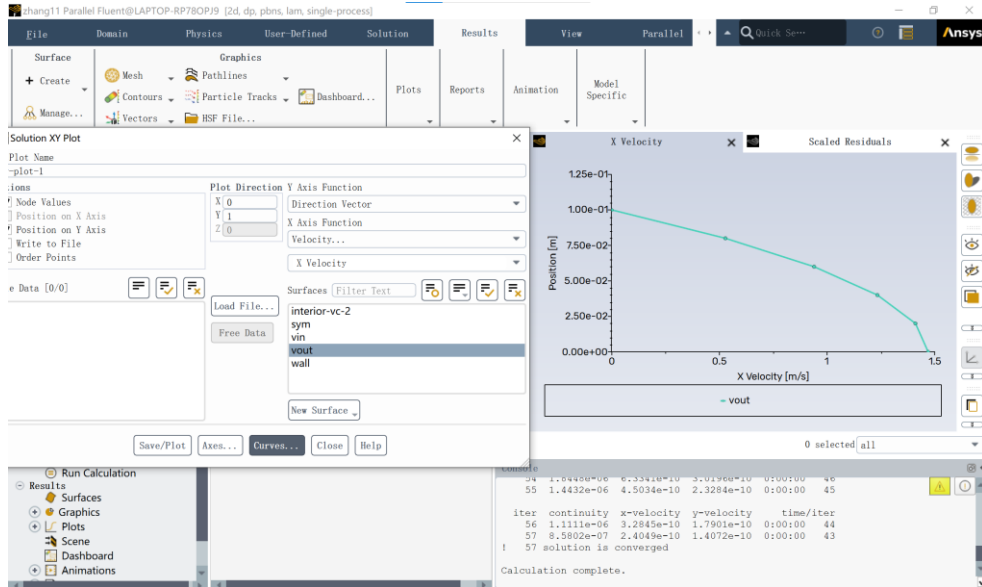 zhang11 Parallel Fluent@LAPTOP-RP78OPJ9 [2d, dp, pbns, lam, single-process]
File Domain Physics User-Defined Solution Results View Parallel Quick Se⋯ Ansys
Surface
+ Create
Manage...
Graphics
Mesh
Contours
Vectors
Pathlines
Particle Tracks
HSF File...
Dashboard...
Plots
Reports
Animation
Model
Specific
Solution XY Plot
Plot Name
-plot-1
ions
Node Values
Position on X Axis
Position on Y Axis
Write to File
Order Points
Plot Direction
X 0
Y 1
Z 0
Y Axis Function
Direction Vector
X Axis Function
Velocity...
X Velocity
e Data [0/0]
Load File...
Free Data
Surfaces Filter Text
interior-vc-2
sym
vin
vout
wall
New Surface
Save/Plot Axes... Curves... Close Help
X Velocity
Scaled Residuals
1.25e-01
1.00e-01
7.50e-02
5.00e-02
2.50e-02
0.00e+00
Position [m]
0 0.5 1 1.5
X Velocity [m/s]
vout
0 selected all
Run Calculation
Results
Surfaces
Graphics
Plots
Scene
Dashboard
Animations
Console
55 1.4432e-06 4.5034e-10 2.3284e-10 0:00:00 45
iter continuity x-velocity y-velocity time/iter
56 1.1111e-06 3.2845e-10 1.7901e-10 0:00:00 44
57 8.5802e-07 2.4049e-10 1.4072e-10 0:00:00 43
! 57 solution is converged
Calculation complete.